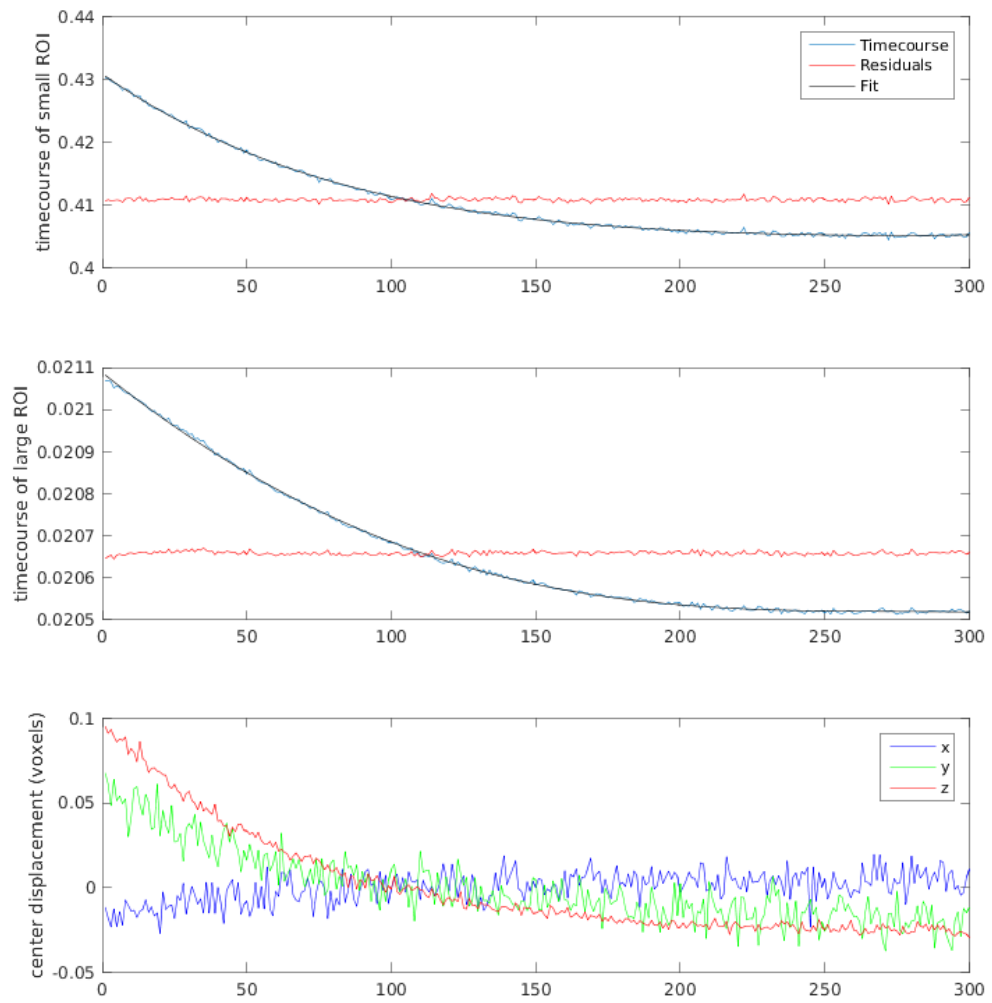 timecourse of small ROI
0.44
0.43
0.42
0.41
0.4
0 50 100 150 200 250 300
Timecourse
Residuals
Fit
timecourse of large ROI
0.0211
0.021
0.0209
0.0208
0.0207
0.0206
0.0205
0 50 100 150 200 250 300
center displacement (voxels)
0.1
0.05
0
-0.05
0 50 100 150 200 250 300
x
y
z